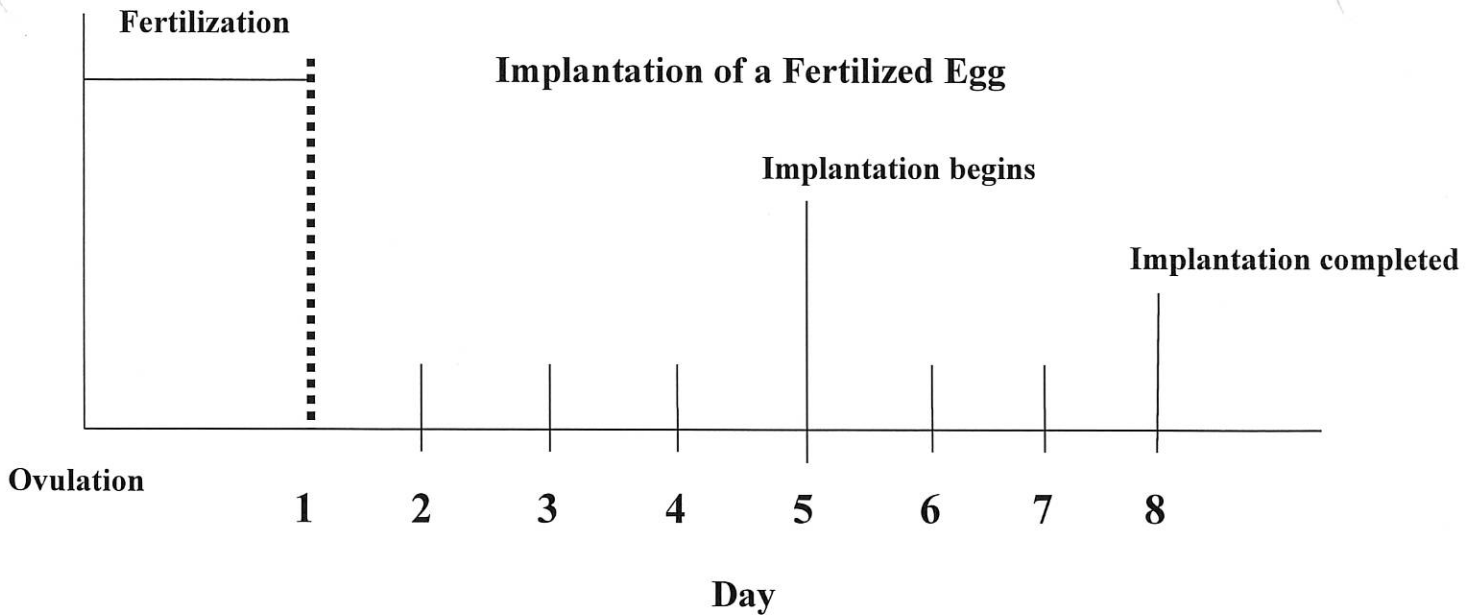 Fertilization
Implantation of a Fertilized Egg
Implantation begins
Implantation completed
Ovulation
1 2 3 4 5 6 7 8
Day